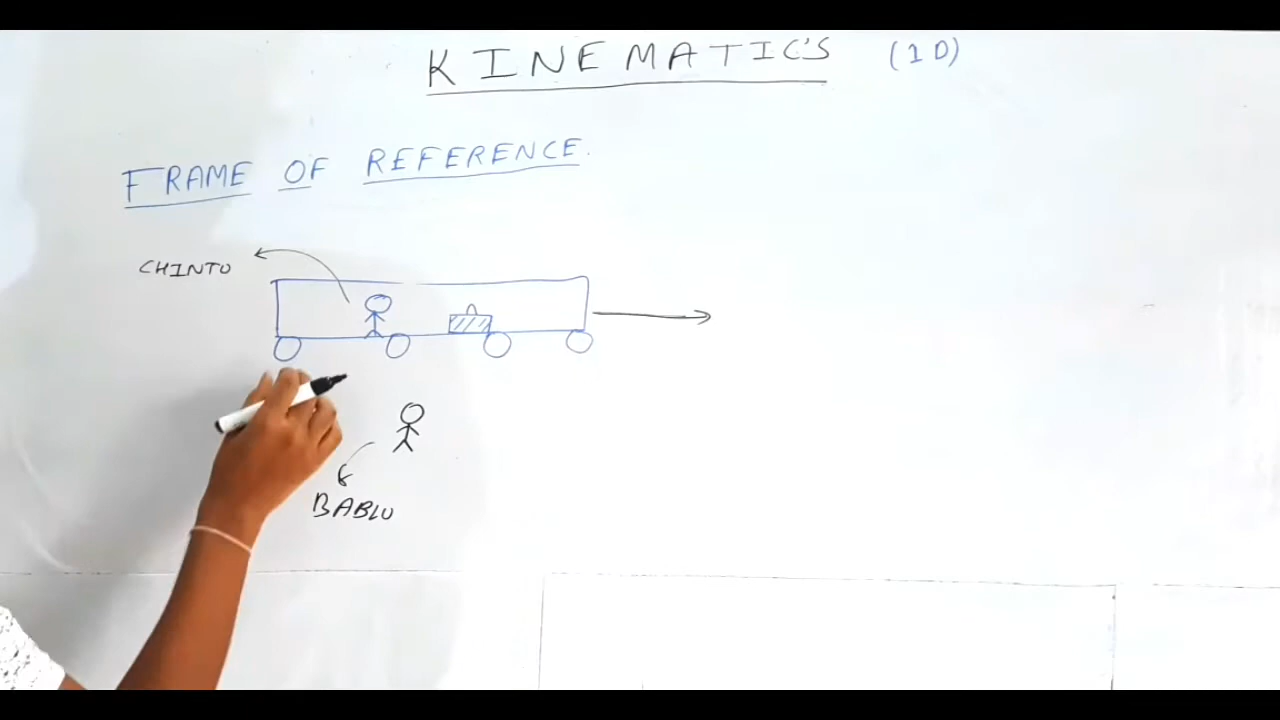 KINEMATIC'S (1D)
FRAME OF REFERENCE.
CHINTO
BABLU